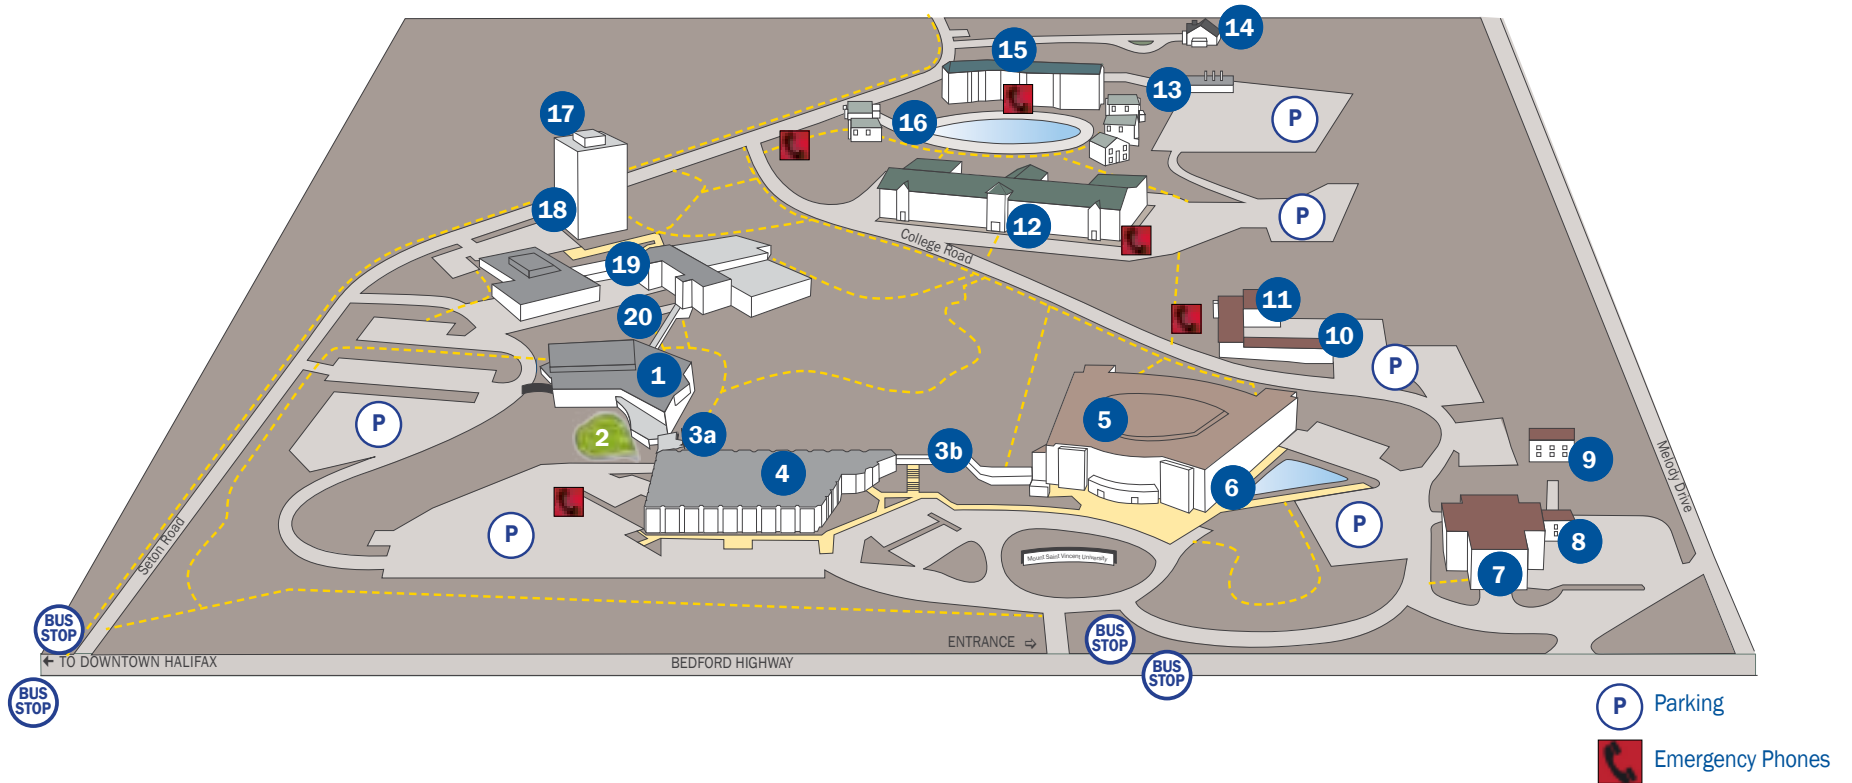 14
15
13
P
17
16
18
12
P
College Road
19
11
20
10
1
P
P
2
3a
5
3b
4
9
6
Melody Drive
P
P
8
Mount Saint Vincent University
7
Seton Road
BUS
STOP
BUS
STOP
ENTRANCE ⇨
← TO DOWNTOWN HALIFAX
BEDFORD HIGHWAY
BUS
STOP
BUS
STOP
P Parking
Emergency Phones